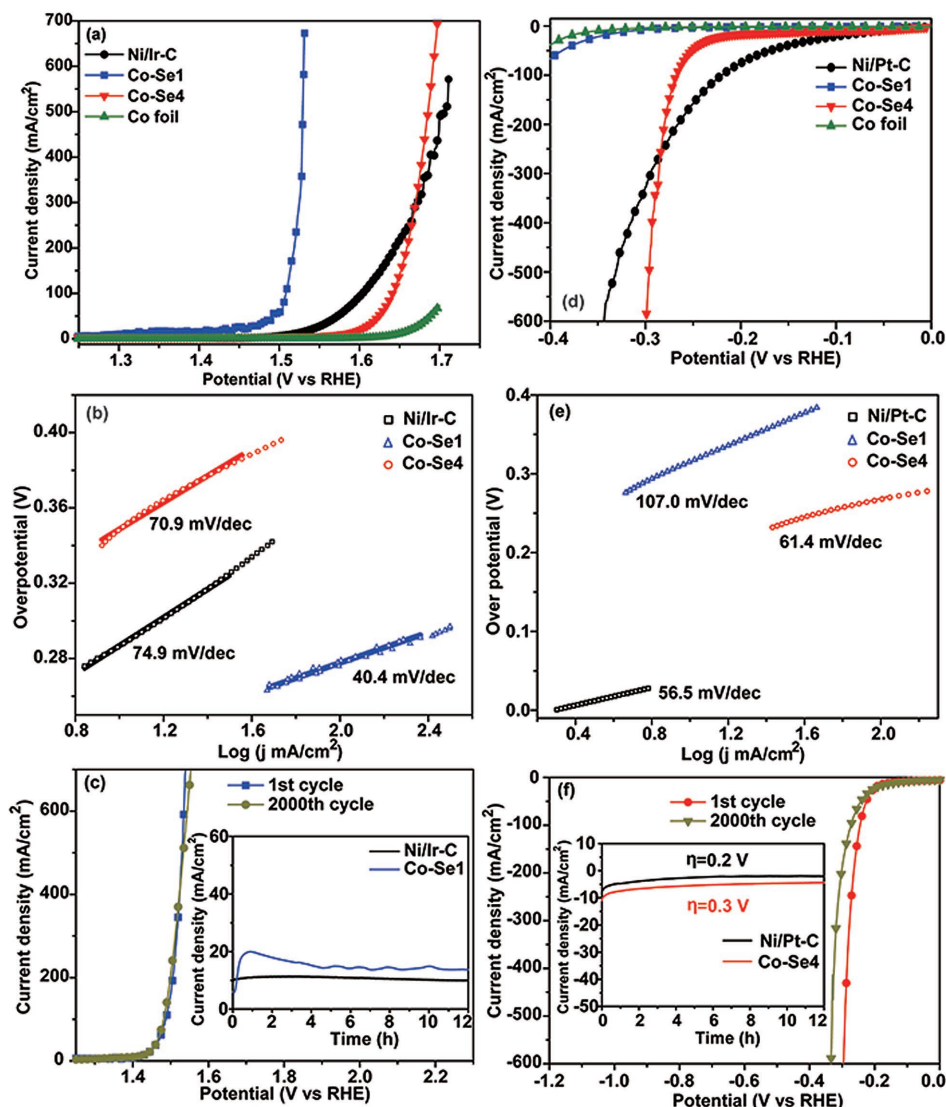 (a)
Ni/Ir-C
Co-Se1
Co-Se4
Co foil
Current density (mA/cm²)
700
600
500
400
300
200
100
0
1.3 1.4 1.5 1.6 1.7
Potential (V vs RHE)
(d)
Ni/Pt-C
Co-Se1
Co-Se4
Co foil
Current density (mA/cm²)
0
-100
-200
-300
-400
-500
-600
-0.4 -0.3 -0.2 -0.1 0.0
Potential (V vs RHE)
(b)
Ni/Ir-C
Co-Se1
Co-Se4
70.9 mV/dec
74.9 mV/dec
40.4 mV/dec
Overpotential (V)
0.40
0.36
0.32
0.28
0.8 1.2 1.6 2.0 2.4
Log (j mA/cm²)
(e)
Ni/Pt-C
Co-Se1
Co-Se4
107.0 mV/dec
61.4 mV/dec
56.5 mV/dec
Over potential (V)
0.4
0.3
0.2
0.1
0.0
0.4 0.8 1.2 1.6 2.0
Log (j mA/cm²)
(c)
1st cycle
2000th cycle
Current density (mA/cm²)
600
400
200
0
1.4 1.6 1.8 2.0 2.2
Potential (V vs RHE)
Ni/Ir-C
Co-Se1
Current density (mA/cm²)
60
40
20
0
0 2 4 6 8 10 12
Time (h)
(f)
1st cycle
2000th cycle
Current density (mA/cm²)
0
-100
-200
-300
-400
-500
-600
-1.2 -1.0 -0.8 -0.6 -0.4 -0.2 0.0
Potential (V vs RHE)
η=0.2 V
η=0.3 V
Ni/Pt-C
Co-Se4
Current density (mA/cm²)
10
0
-10
-20
-30
-40
-50
0 2 4 6 8 10 12
Time (h)